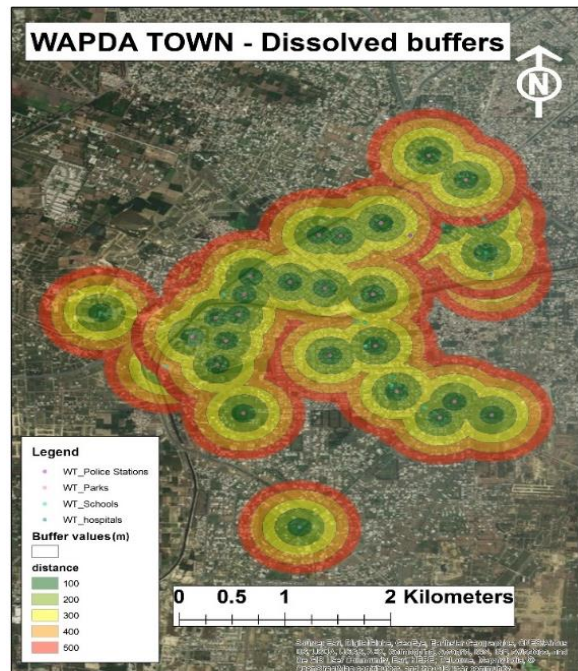 WAPDA TOWN - Dissolved buffers
N
Legend
WT_Police Stations
WT_Parks
WT_Schools
WT_hospitals
Buffer values(m)
distance
100
200
300
400
500
0 0.5 1 2 Kilometers